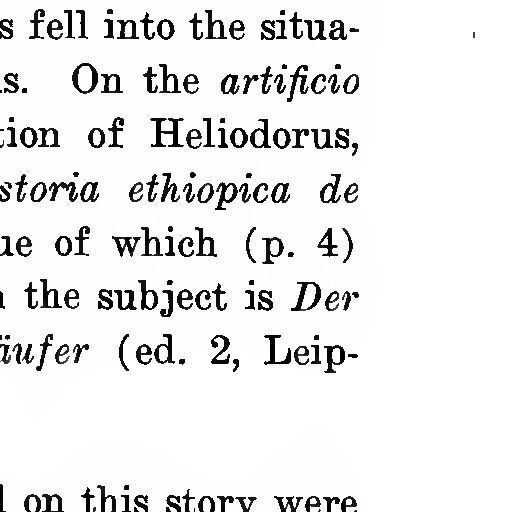 s fell into the situa-
s. On the artificio
tion of Heliodorus,
storia ethiopica de
ue of which (p. 4)
the subject is Der
äufer (ed. 2, Leip-
on this story were